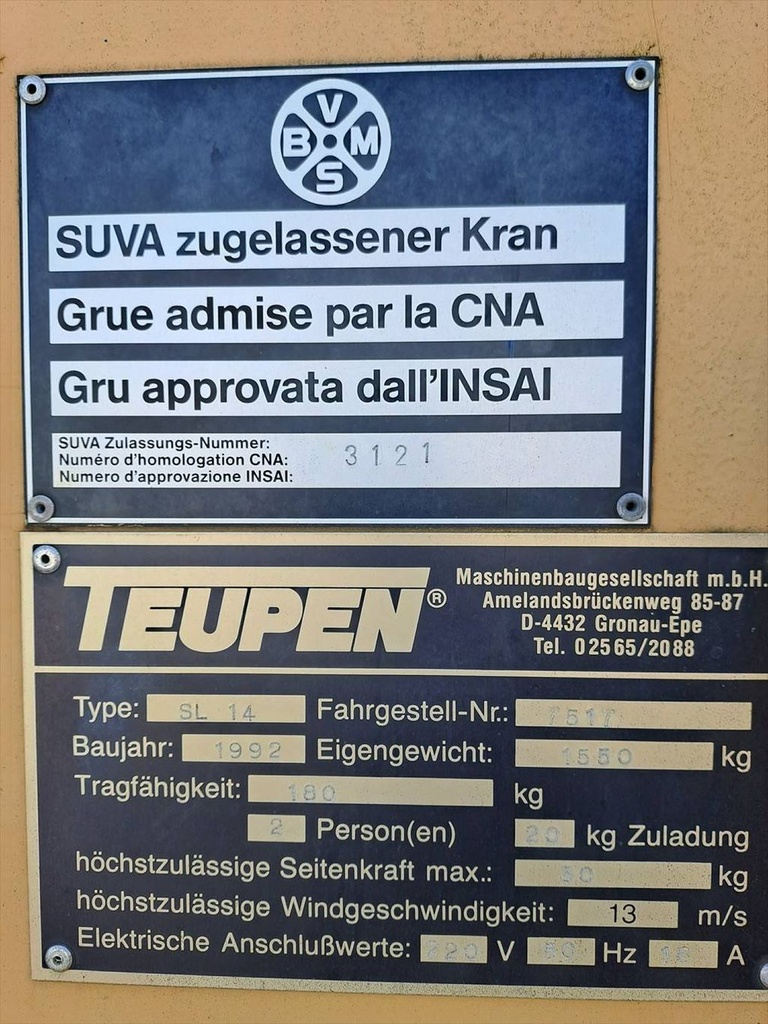 V
B M
S
SUVA zugelassener Kran
Grue admise par la CNA
Gru approvata dall'INSAI
SUVA Zulassungs-Nummer:
Numéro d'homologation CNA: 3121
Numero d'approvazione INSAI:
TEUPEN®
Maschinenbaugesellschaft m.b.H.
Amelandsbrückenweg 85-87
D-4432 Gronau-Epe
Tel. 02565/2088
Type: SL 14 Fahrgestell-Nr.:
Baujahr: 1992 Eigengewicht: 1550 kg
Tragfähigkeit: 180 kg
2 Person(en) 20 kg Zuladung
höchstzulässige Seitenkraft max.: kg
höchstzulässige Windgeschwindigkeit: 13 m/s
Elektrische Anschlußwerte: 220 V 50 Hz A